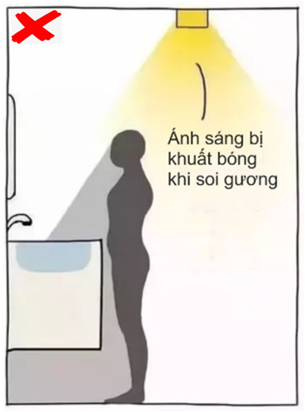 Ánh sáng bị
khuất bóng
khi soi gương